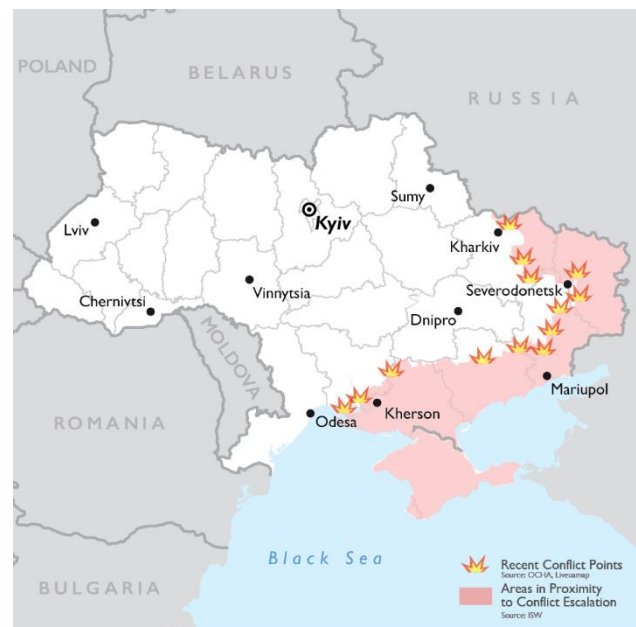 POLAND
BELARUS
RUSSIA
Sumy
Kyiv
Lviv
Kharkiv
Vinnytsia
Severodonetsk
Chernivtsi
Dnipro
MOLDOVA
Mariupol
Kherson
Odesa
ROMANIA
Black Sea
BULGARIA
Recent Conflict Points
Source: OCHA, Liveuamap
Areas in Proximity
to Conflict Escalation
Source: ISW